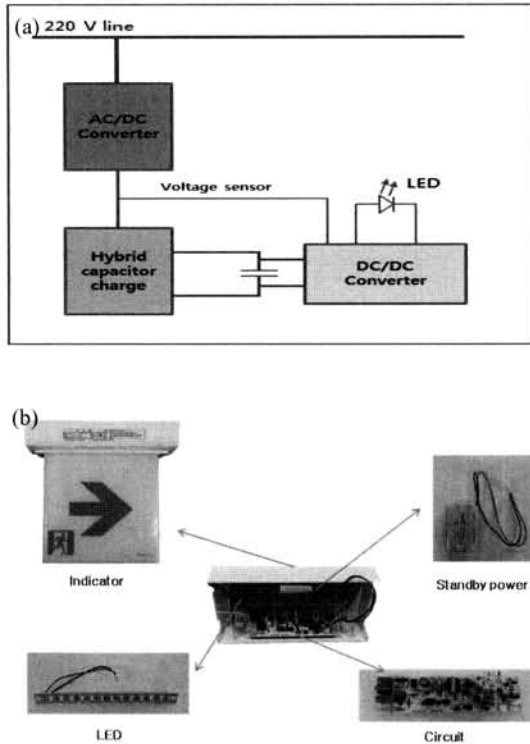 (a) 220 V line
AC/DC
Converter
Voltage sensor
LED
Hybrid
capacitor
charge
DC/DC
Converter
(b)
Indicator
Standby power
LED
Circuit